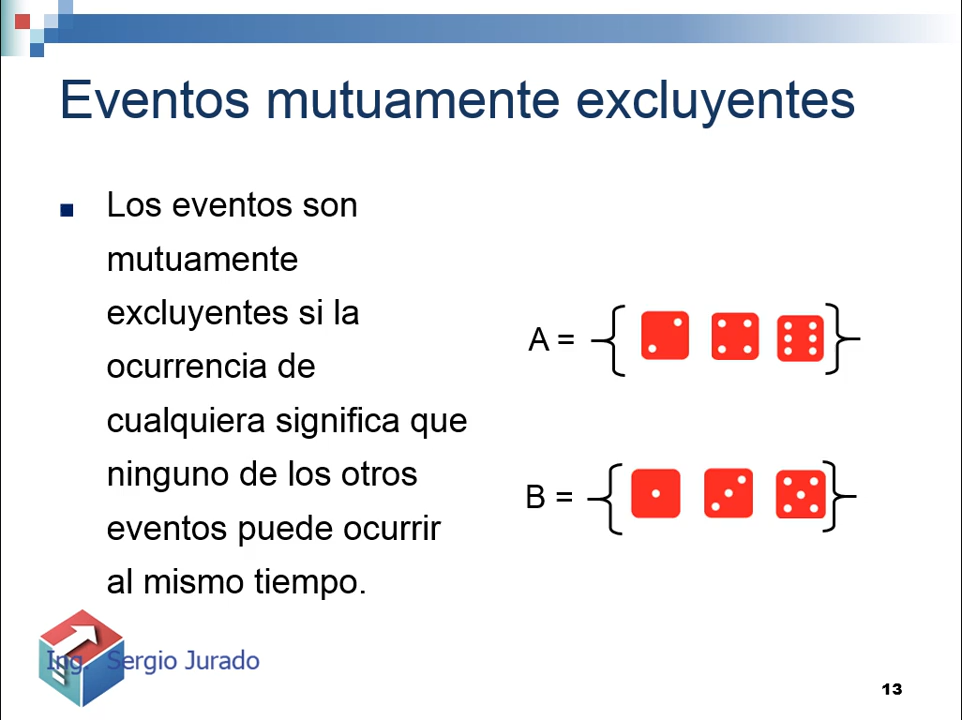 Eventos mutuamente excluyentes
Los eventos son
mutuamente
excluyentes si la
ocurrencia de
cualquiera significa que
ninguno de los otros
eventos puede ocurrir
al mismo tiempo.
A =
B =
Ing. Sergio Jurado
13